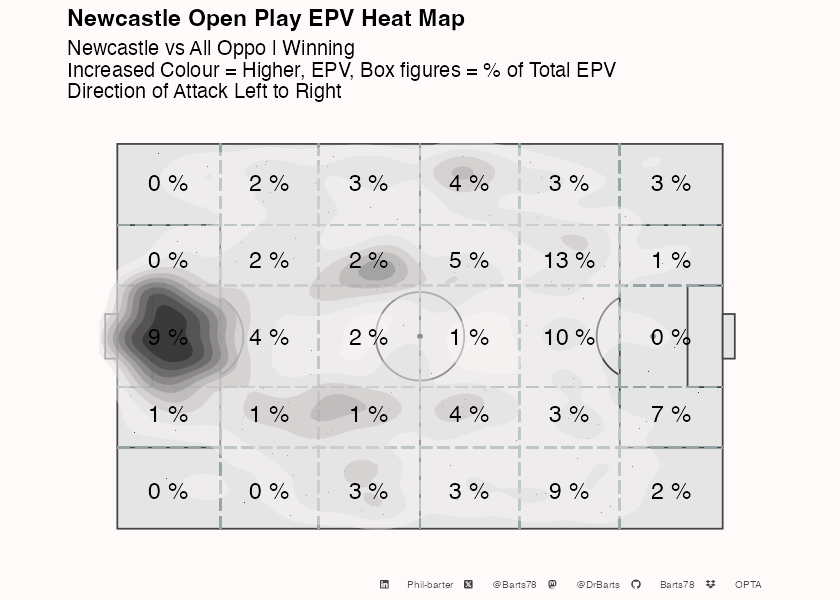 Newcastle Open Play EPV Heat Map
Newcastle vs All Oppo | Winning
Increased Colour = Higher, EPV, Box figures = % of Total EPV
Direction of Attack Left to Right
0 % 2 % 3 % 4 % 3 % 3 %
0 % 2 % 2 % 5 % 13 % 1 %
9 % 4 % 2 % 1 % 10 % 0 %
1 % 1 % 1 % 4 % 3 % 7 %
0 % 0 % 3 % 3 % 9 % 2 %
Phil-barter @Barts78 @DrBarts Barts78 OPTA